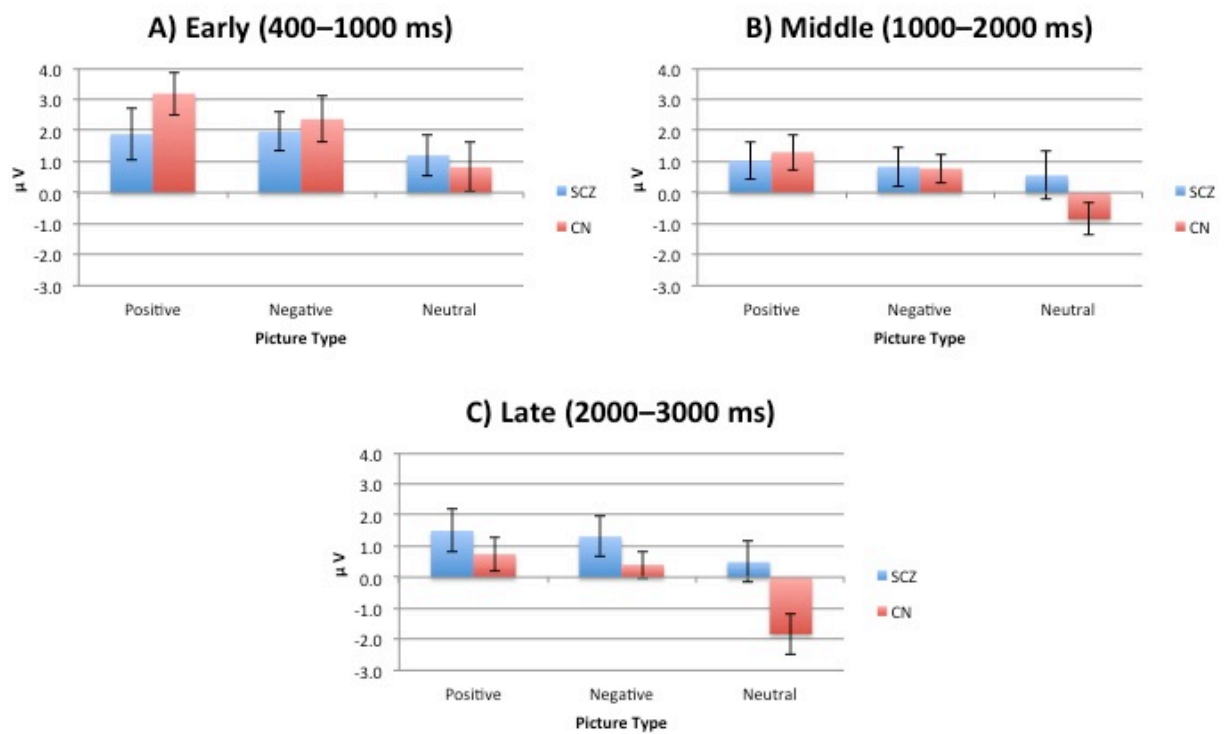 A) Early (400–1000 ms)
4.0
3.0
2.0
1.0
0.0
-1.0
-2.0
-3.0
μ V
Positive
Negative
Neutral
Picture Type
SCZ
CN
B) Middle (1000–2000 ms)
4.0
3.0
2.0
1.0
0.0
-1.0
-2.0
-3.0
μ V
Positive
Negative
Neutral
Picture Type
SCZ
CN
C) Late (2000–3000 ms)
4.0
3.0
2.0
1.0
0.0
-1.0
-2.0
-3.0
μ V
Positive
Negative
Neutral
Picture Type
SCZ
CN